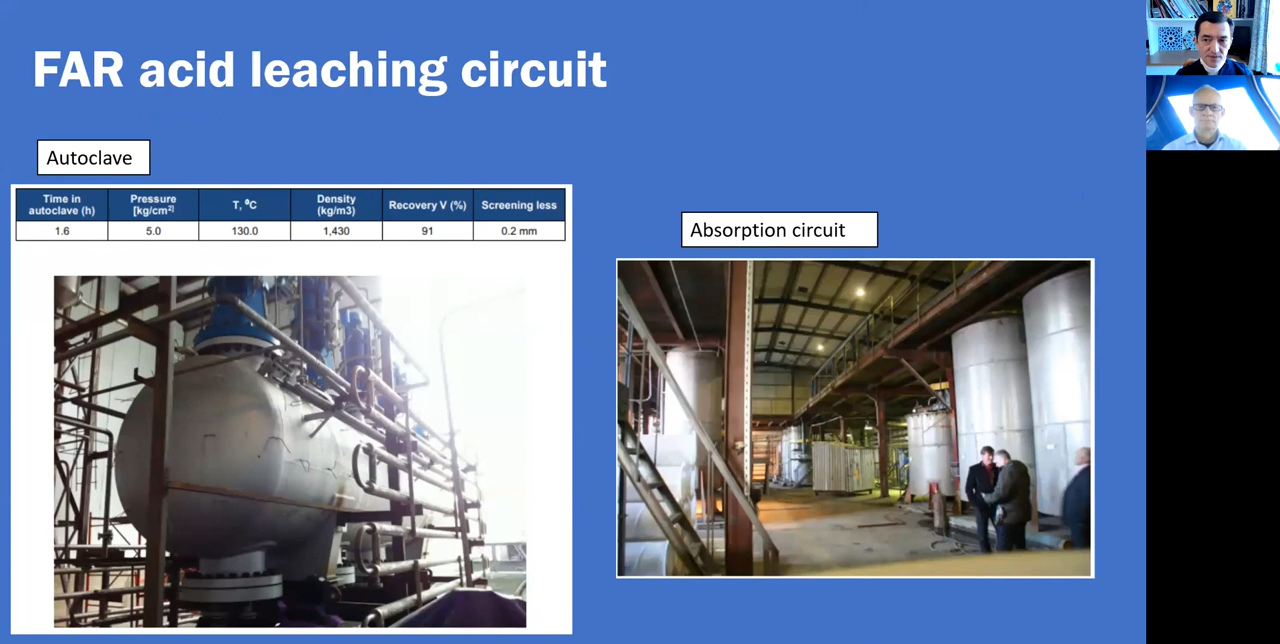 FAR acid leaching circuit
Autoclave
Time in autoclave (h) Pressure [kg/cm²] T, ⁰C Density (kg/m3) Recovery V (%) Screening less
1.6 5.0 130.0 1,430 91 0.2 mm
Absorption circuit